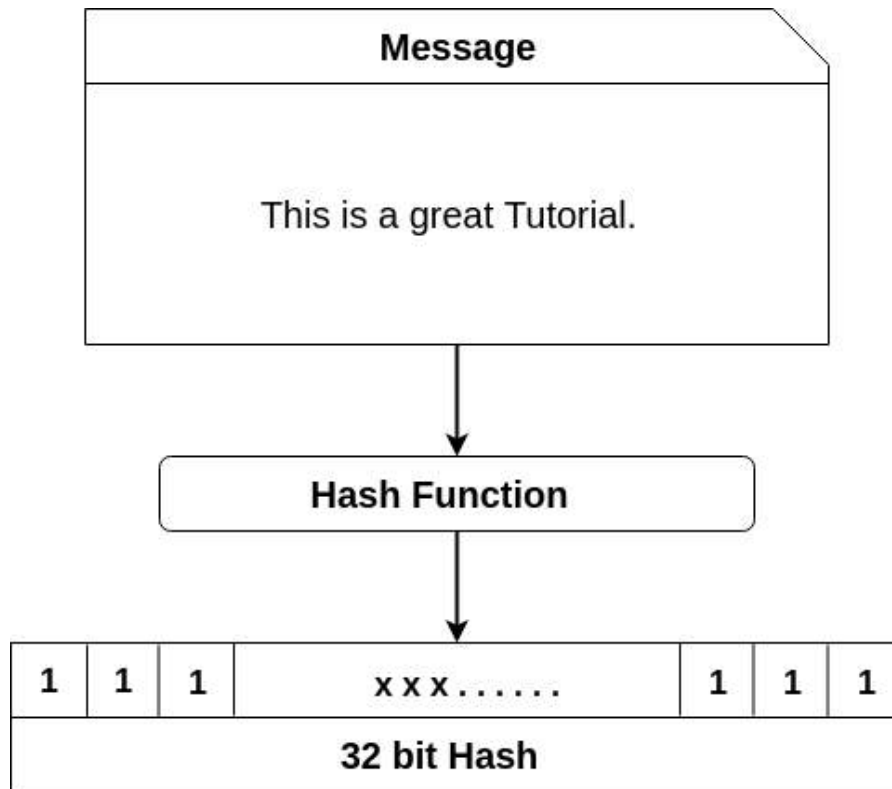 Message
This is a great Tutorial.
Hash Function
1 1 1 x x x . . . . . . 1 1 1
32 bit Hash